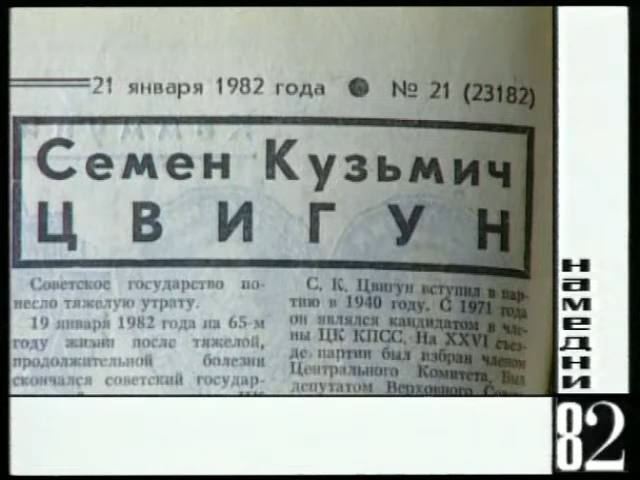 21 января 1982 года ● № 21 (23182)
Семен Кузьмич
ЦВИГУН
Советское государство по-
несло тяжелую утрату.
19 января 1982 года на 65-м
году жизни после тяжелой,
продолжительной болезни
скончался советский государ-
С. К. Цвигун вступил в пар-
тию в 1940 году. С 1971 года
он являлся кандидатом в чле-
ны ЦК КПСС. На XXVI съез-
де партии был избран членом
Центрального Комитета. Был
депутатом Верховного
намедни
82